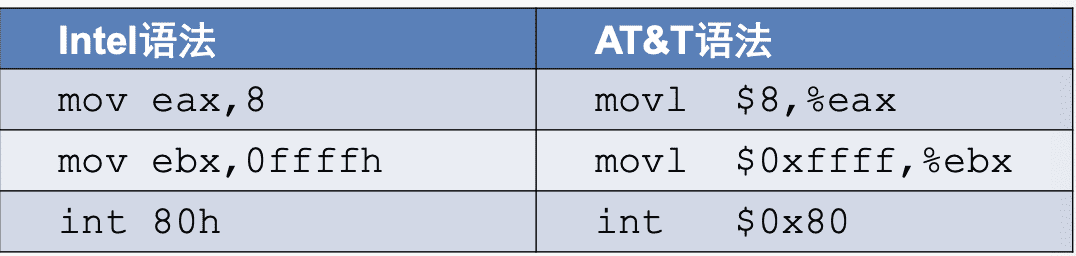 Intel语法 AT&T语法
mov eax,8 movl $8,%eax
mov ebx,0ffffh movl $0xffff,%ebx
int 80h int $0x80